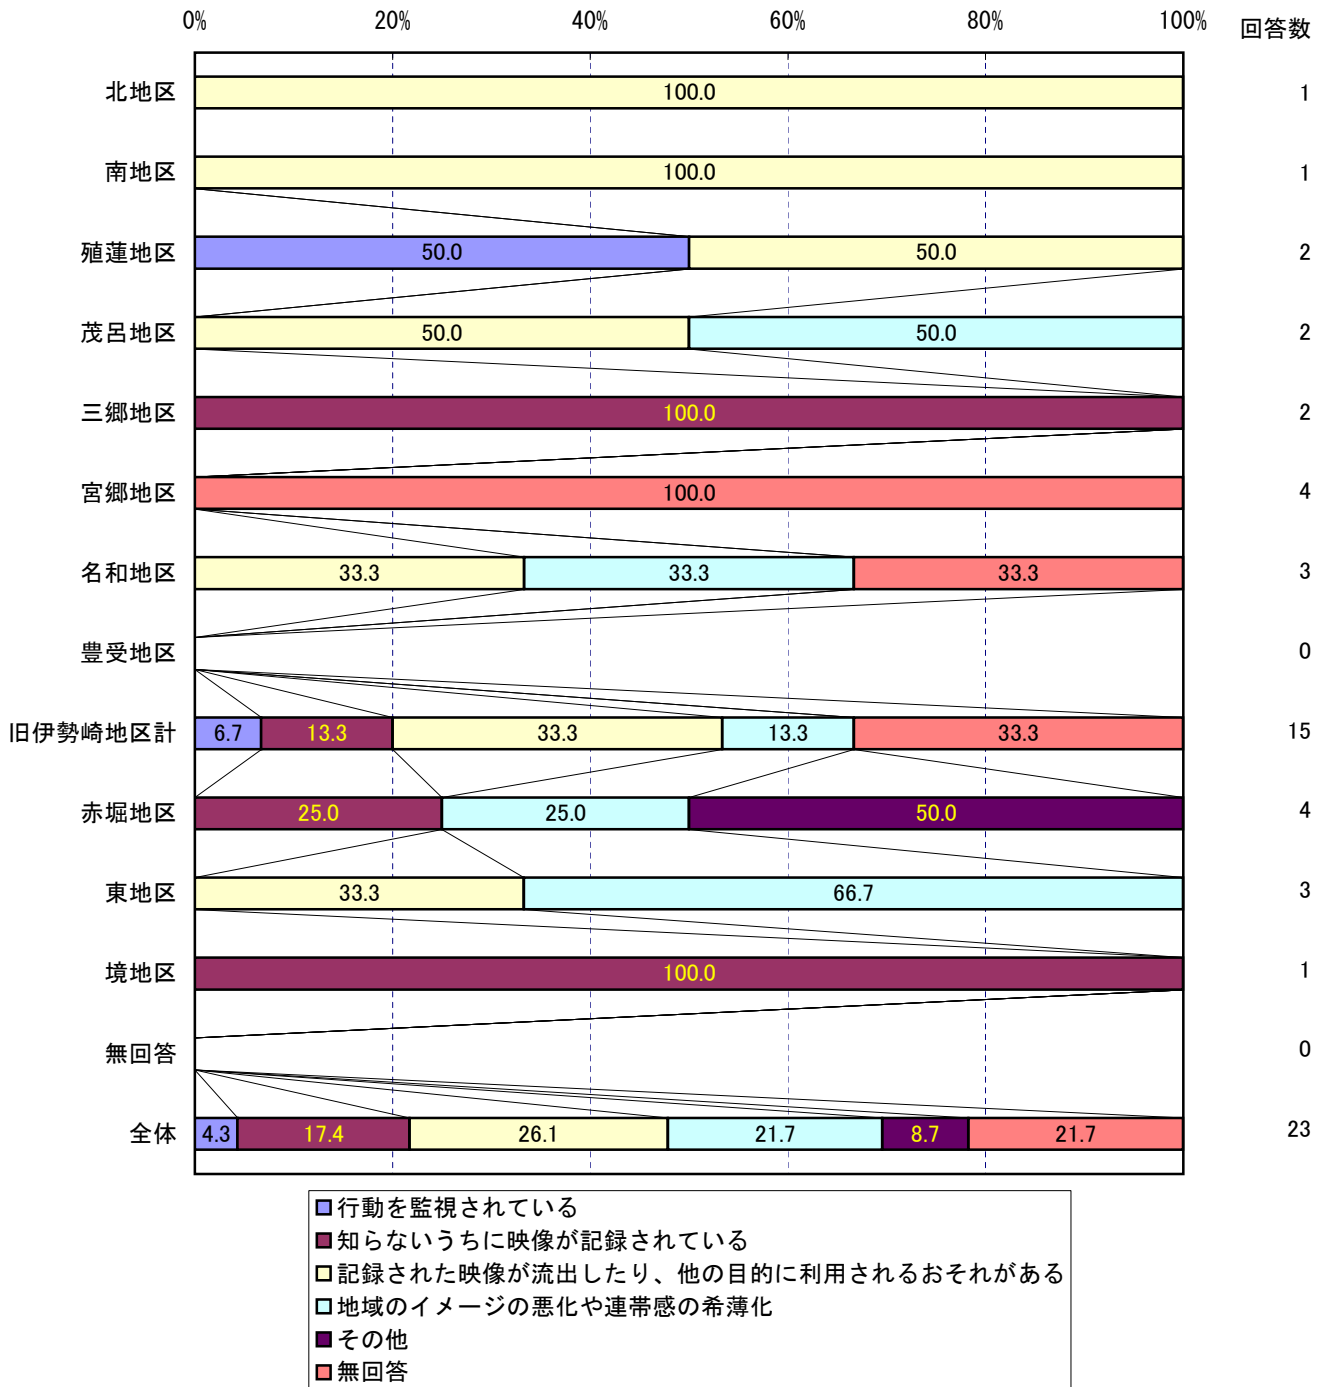 0% 20% 40% 60% 80% 100% 回答数
北地区 100.0 1
南地区 100.0 1
殖蓮地区 50.0 50.0 2
茂呂地区 50.0 50.0 2
三郷地区 100.0 2
宮郷地区 100.0 4
名和地区 33.3 33.3 33.3 3
豊受地区 0
旧伊勢崎地区計 6.7 13.3 33.3 13.3 33.3 15
赤堀地区 25.0 25.0 50.0 4
東地区 33.3 66.7 3
境地区 100.0 1
無回答 0
全体 4.3 17.4 26.1 21.7 8.7 21.7 23
行動を監視されている
知らないうちに映像が記録されている
記録された映像が流出したり、他の目的に利用されるおそれがある
地域のイメージの悪化や連帯感の希薄化
その他
無回答